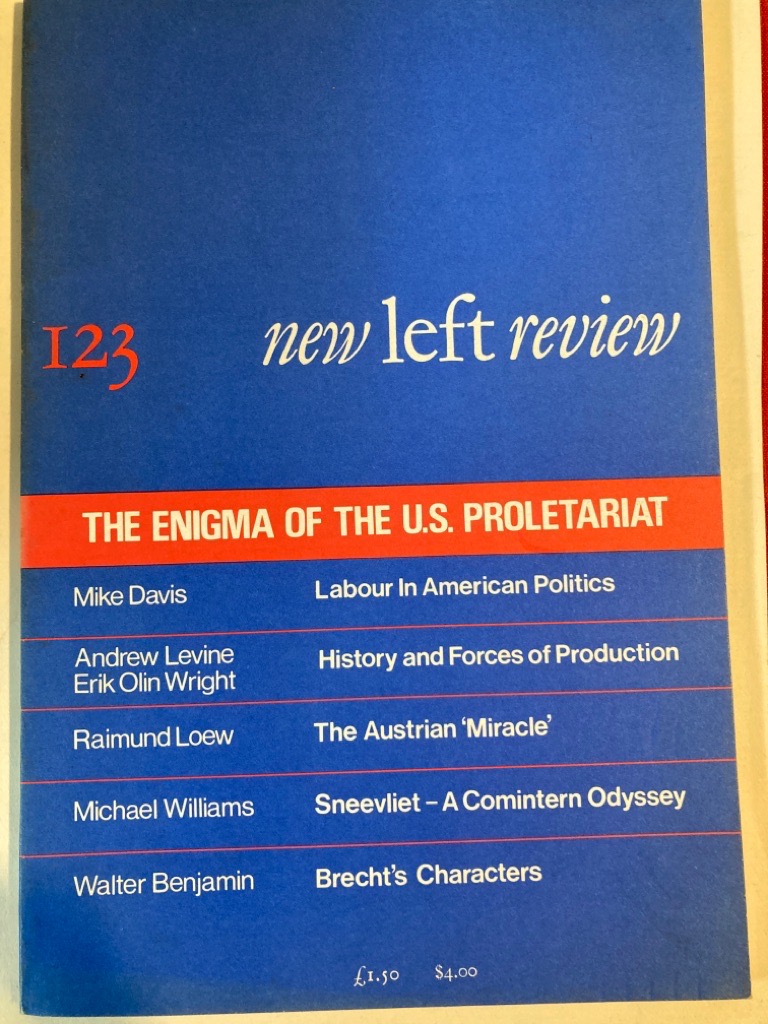 123 new left review
THE ENIGMA OF THE U.S. PROLETARIAT
Mike Davis Labour In American Politics
Andrew Levine
Erik Olin Wright History and Forces of Production
Raimund Loew The Austrian ‘Miracle’
Michael Williams Sneevliet – A Comintern Odyssey
Walter Benjamin Brecht’s Characters
£1.50 $4.00